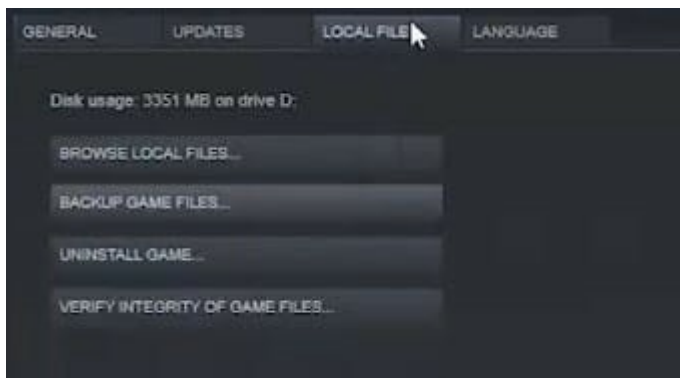 GENERAL UPDATES LOCAL FILE LANGUAGE
Disk usage: 3351 MB on drive D:
BROWSE LOCAL FILES...
BACKUP GAME FILES...
UNINSTALL GAME...
VERIFY INTEGRITY OF GAME FILES...